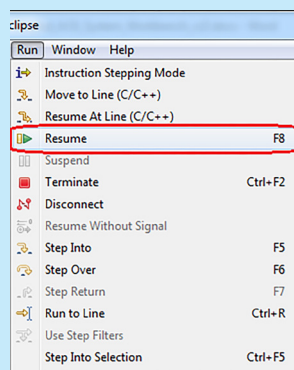 clipse
Run Window Help
Instruction Stepping Mode
Move to Line (C/C++)
Resume At Line (C/C++)
Resume F8
Suspend
Terminate Ctrl+F2
Disconnect
Resume Without Signal
Step Into F5
Step Over F6
Step Return F7
Run to Line Ctrl+R
Use Step Filters
Step Into Selection Ctrl+F5